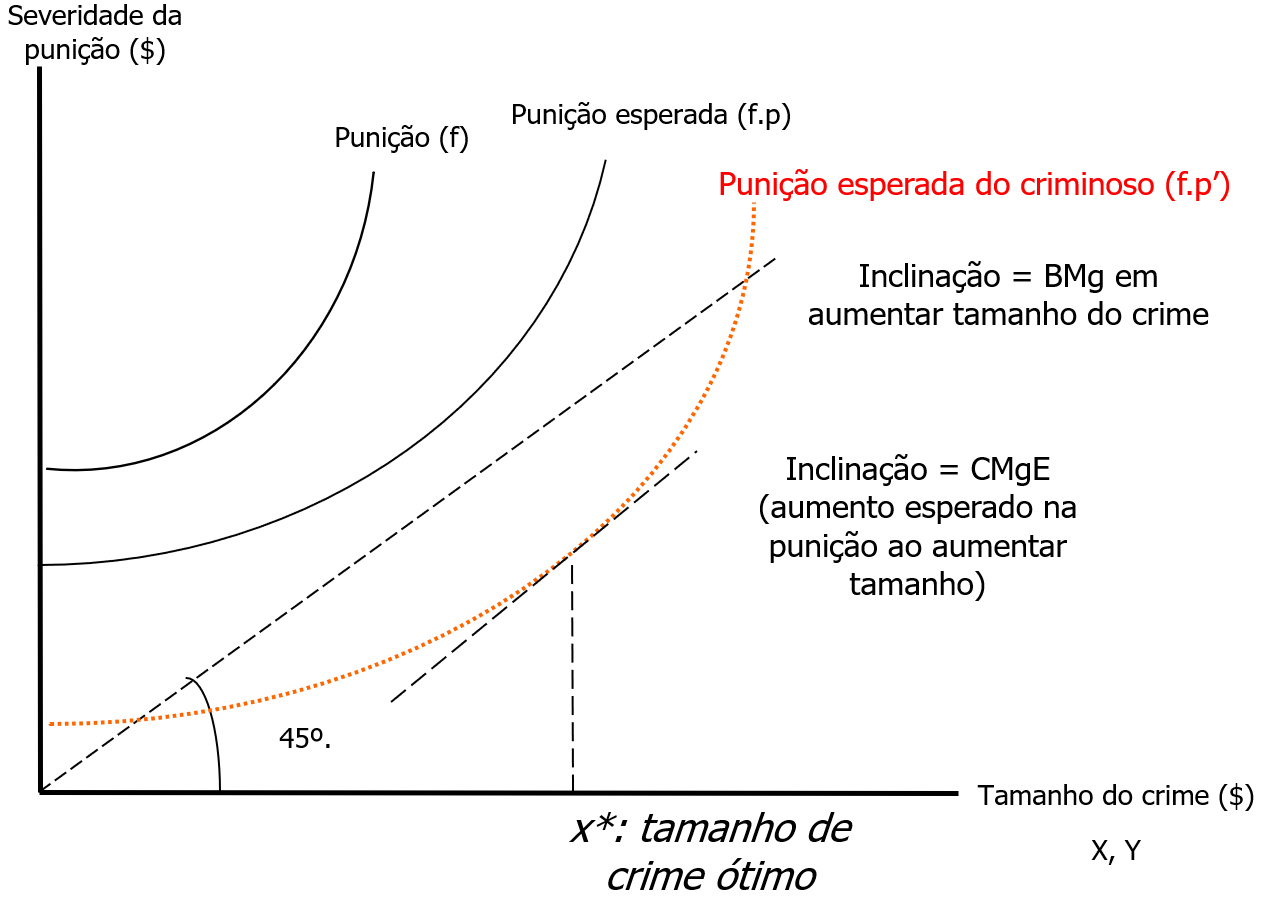 Severidade da
punição ($)
Punição (f)
Punição esperada (f.p)
Punição esperada do criminoso (f.p’)
Inclinação = BMg em
aumentar tamanho do crime
Inclinação = CMgE
(aumento esperado na
punição ao aumentar
tamanho)
45º.
Tamanho do crime ($)
x*: tamanho de
crime ótimo
X, Y